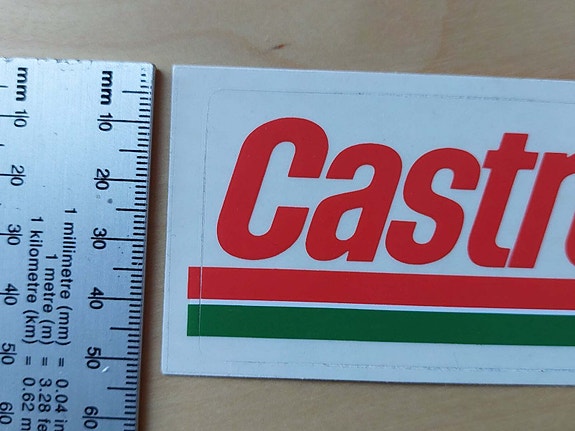 mm 10 20 30 40 50 60
1 millimetre (mm) = 0.04 in
1 metre (m) = 3.28 fe
1 kilometre (km) = 0.62 m
mm 10 20 30 40 50 60
Castr